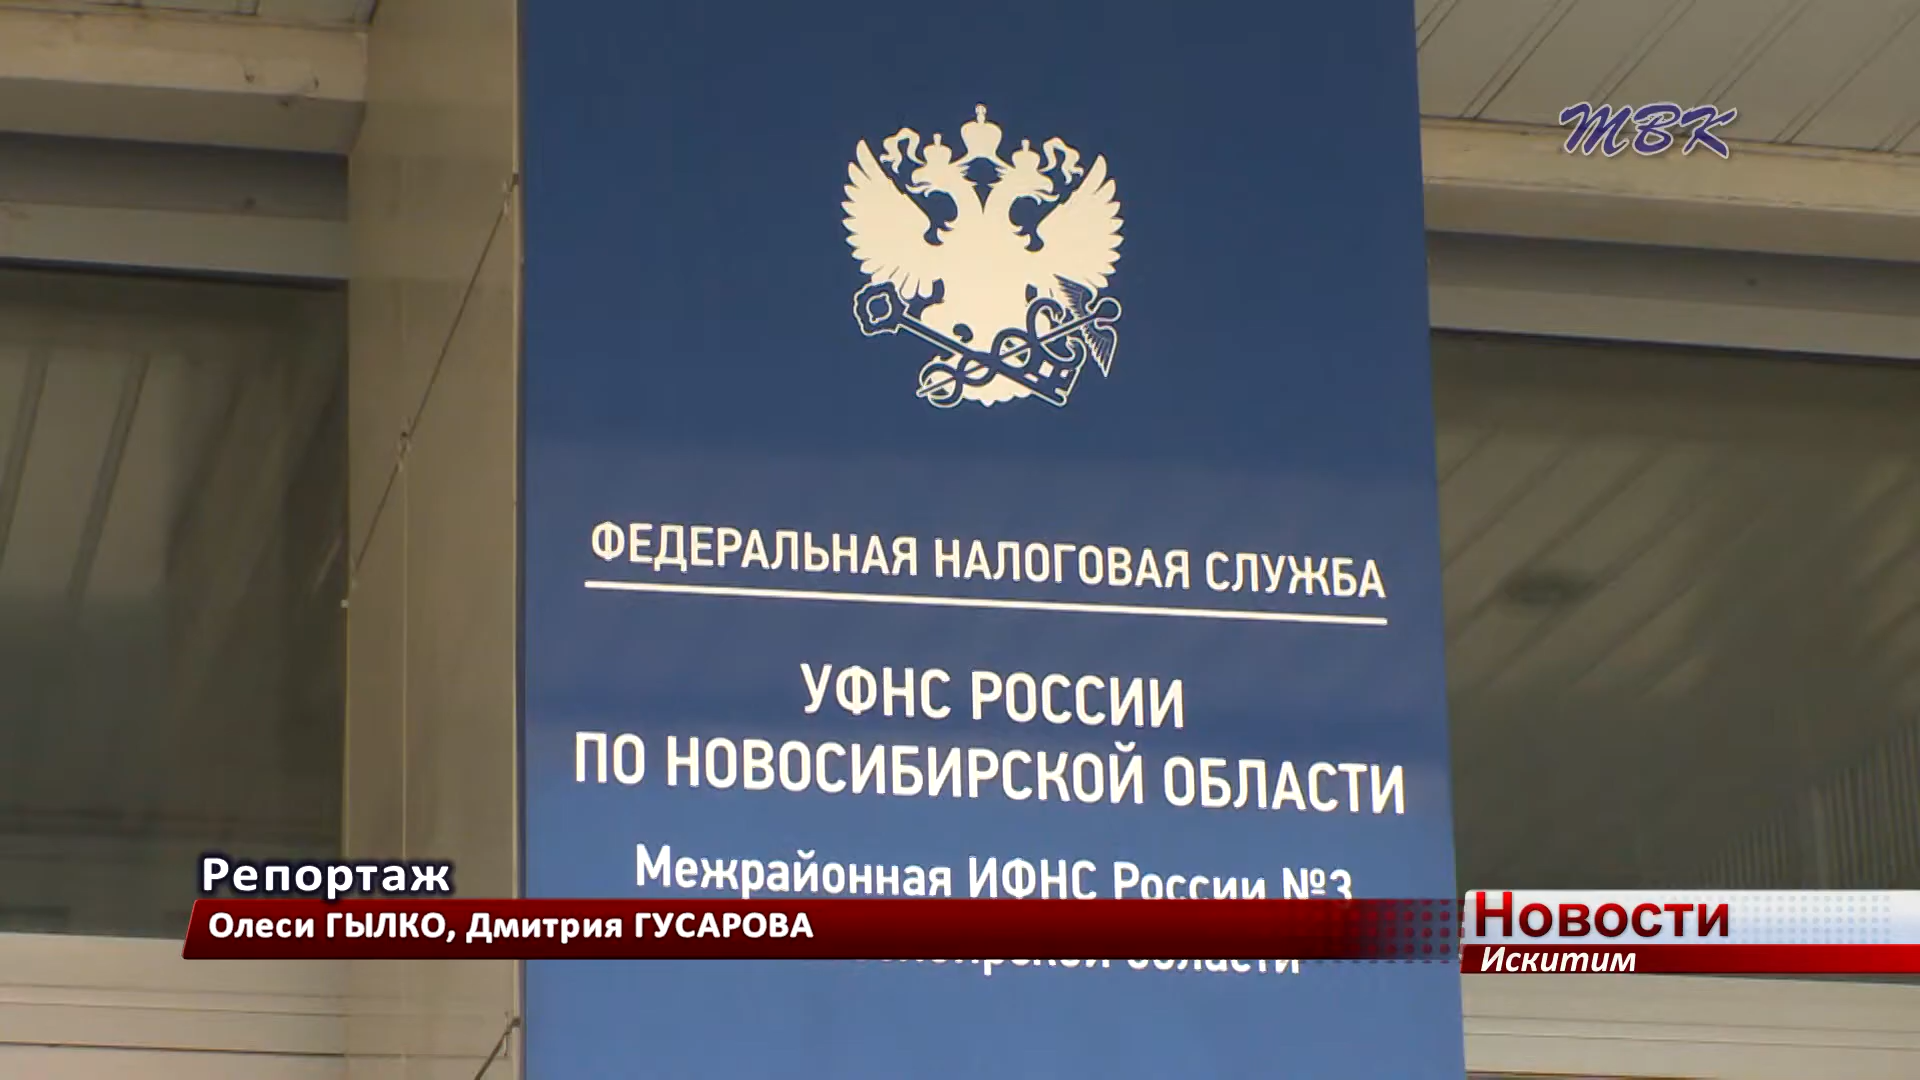 ТВК
ФЕДЕРАЛЬНАЯ НАЛОГОВАЯ СЛУЖБА
УФНС РОССИИ
ПО НОВОСИБИРСКОЙ ОБЛАСТИ
Межрайонная ИФНС России №3
области
Репортаж
Олеси ГЫЛКО, Дмитрия ГУСАРОВА
Новости
Искитим